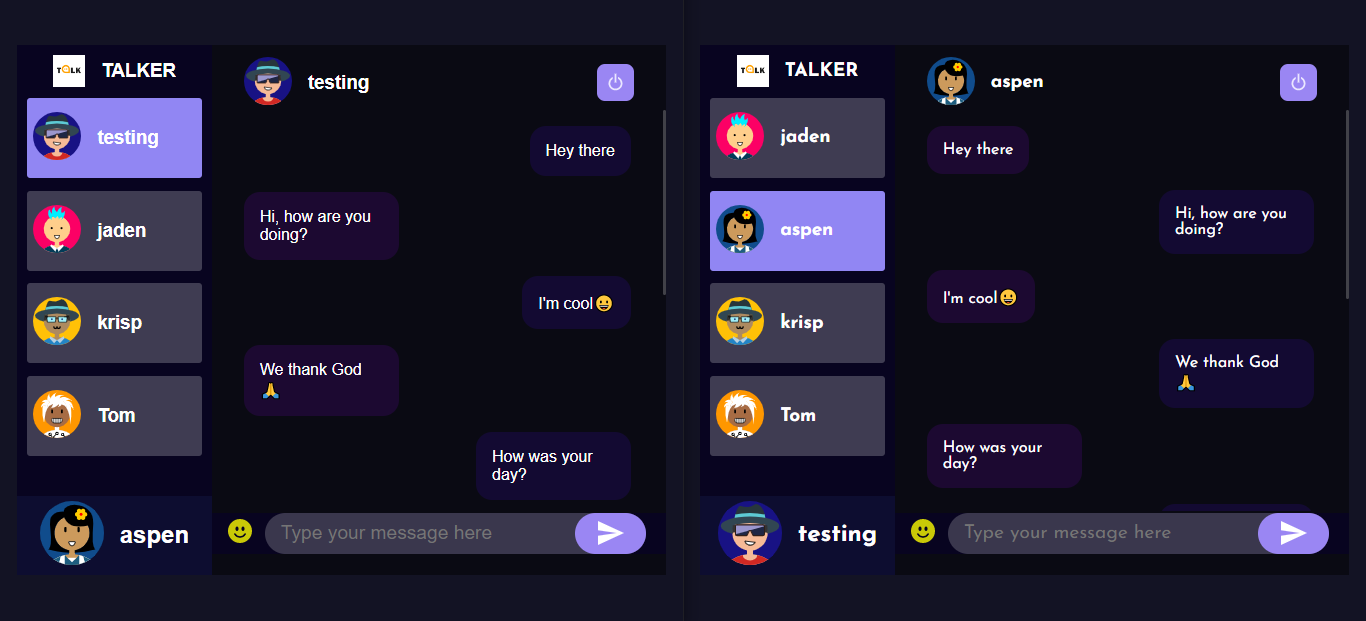 TALK
TALKER
testing
jaden
krisp
Tom
aspen
testing
Hey there
Hi, how are you
doing?
I'm cool😀
We thank God
🙏
How was your
day?
Type your message here
TALK
TALKER
jaden
aspen
krisp
Tom
testing
aspen
Hey there
Hi, how are you
doing?
I'm cool😀
We thank God
🙏
How was your
day?
Type your message here